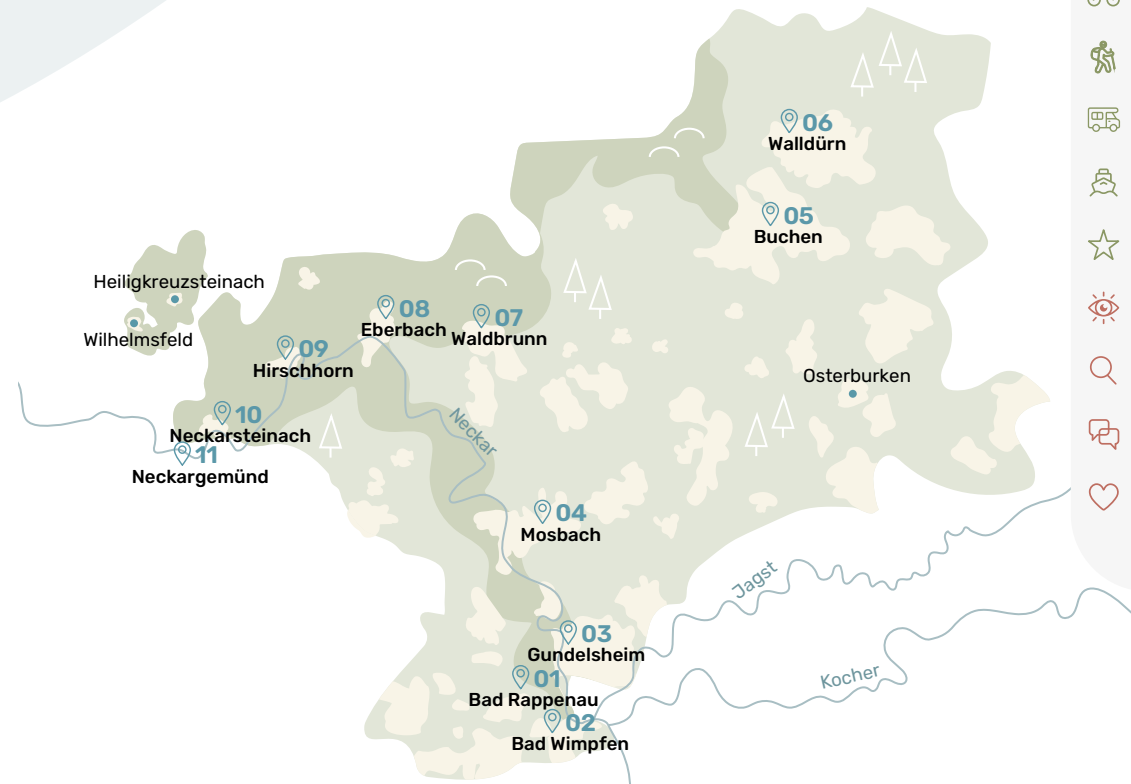 06
Walldürn
05
Buchen
Heiligkreuzsteinach
08
Eberbach
07
Waldbrunn
Wilhelmsfeld
09
Hirschhorn
Osterburken
10
Neckarsteinach
Neckar
11
Neckargemünd
04
Mosbach
Jagst
03
Gundelsheim
01
Bad Rappenau
Kocher
02
Bad Wimpfen